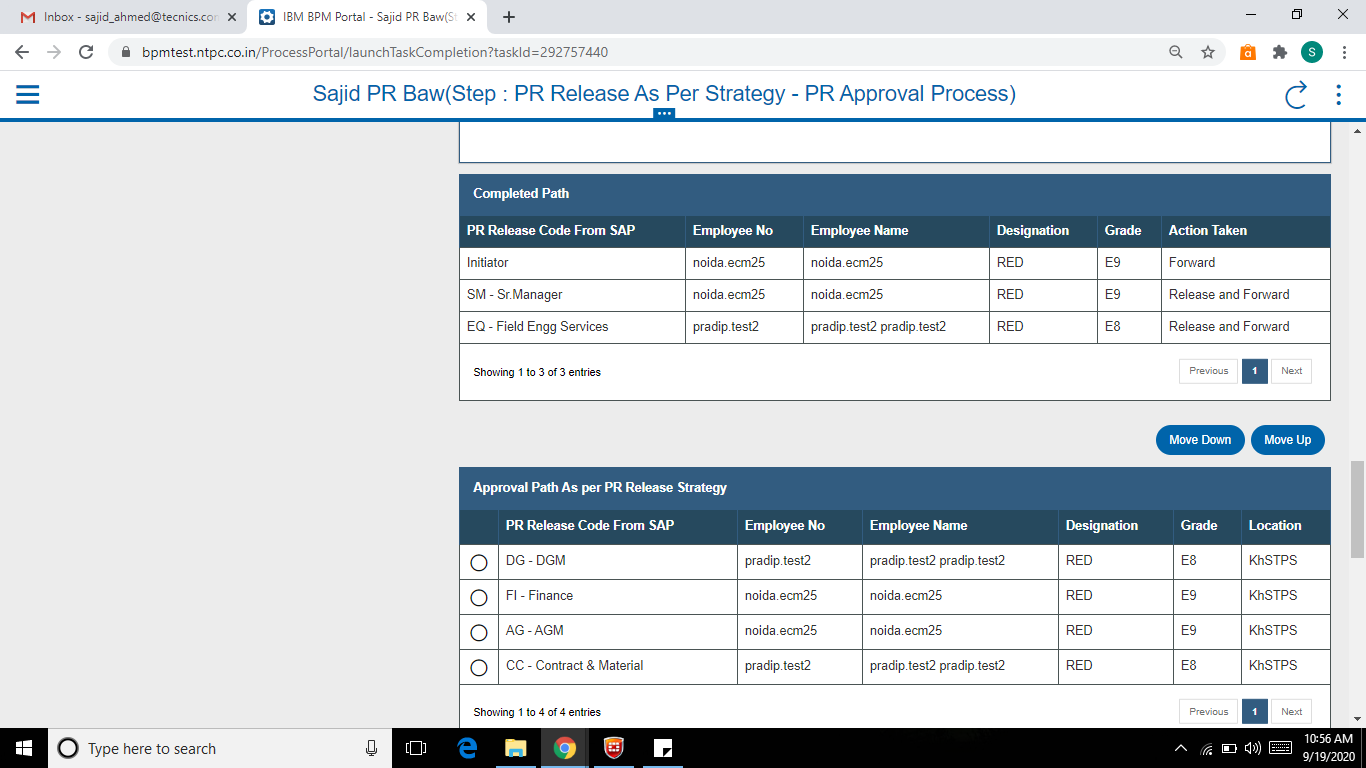 Inbox - sajid_ahmed@tecnics.con
IBM BPM Portal - Sajid PR Baw(St
bpmtest.ntpc.co.in/ProcessPortal/launchTaskCompletion?taskId=292757440
a
S
Sajid PR Baw(Step : PR Release As Per Strategy - PR Approval Process)
Completed Path
PR Release Code From SAP Employee No Employee Name Designation Grade Action Taken
Initiator noida.ecm25 noida.ecm25 RED E9 Forward
SM - Sr.Manager noida.ecm25 noida.ecm25 RED E9 Release and Forward
EQ - Field Engg Services pradip.test2 pradip.test2 pradip.test2 RED E8 Release and Forward
Showing 1 to 3 of 3 entries Previous 1 Next
Move Down Move Up
Approval Path As per PR Release Strategy
PR Release Code From SAP Employee No Employee Name Designation Grade Location
DG - DGM pradip.test2 pradip.test2 pradip.test2 RED E8 KhSTPS
FI - Finance noida.ecm25 noida.ecm25 RED E9 KhSTPS
AG - AGM noida.ecm25 noida.ecm25 RED E9 KhSTPS
CC - Contract & Material pradip.test2 pradip.test2 pradip.test2 RED E8 KhSTPS
Showing 1 to 4 of 4 entries Previous 1 Next
Type here to search
10:56 AM
9/19/2020